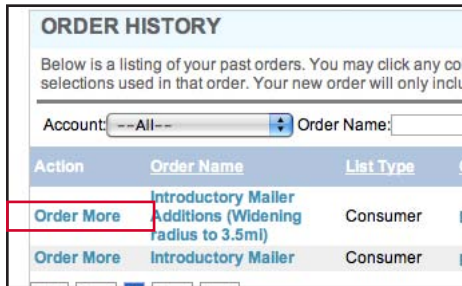 ORDER HISTORY
Below is a listing of your past orders. You may click any
selections used in that order. Your new order will only
Account: --All-- Order Name:
Action Order Name List Type
Introductory Mailer
Order More Additions (Widening Consumer
radius to 3.5mi)
Order More Introductory Mailer Consumer